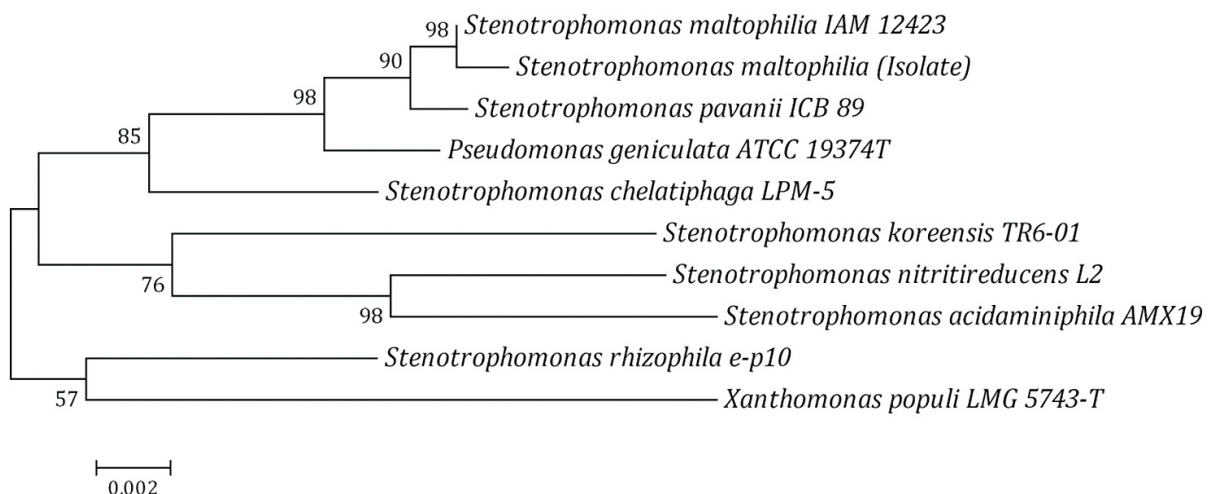 98 Stenotrophomonas maltophilia IAM 12423
Stenotrophomonas maltophilia (Isolate)
90
Stenotrophomonas pavanii ICB 89
98
Pseudomonas geniculata ATCC 19374T
85
Stenotrophomonas chelatiphaga LPM-5
Stenotrophomonas koreensis TR6-01
76
Stenotrophomonas nitritireducens L2
98
Stenotrophomonas acidaminiphila AMX19
Stenotrophomonas rhizophila e-p10
57
Xanthomonas populi LMG 5743-T
0.002